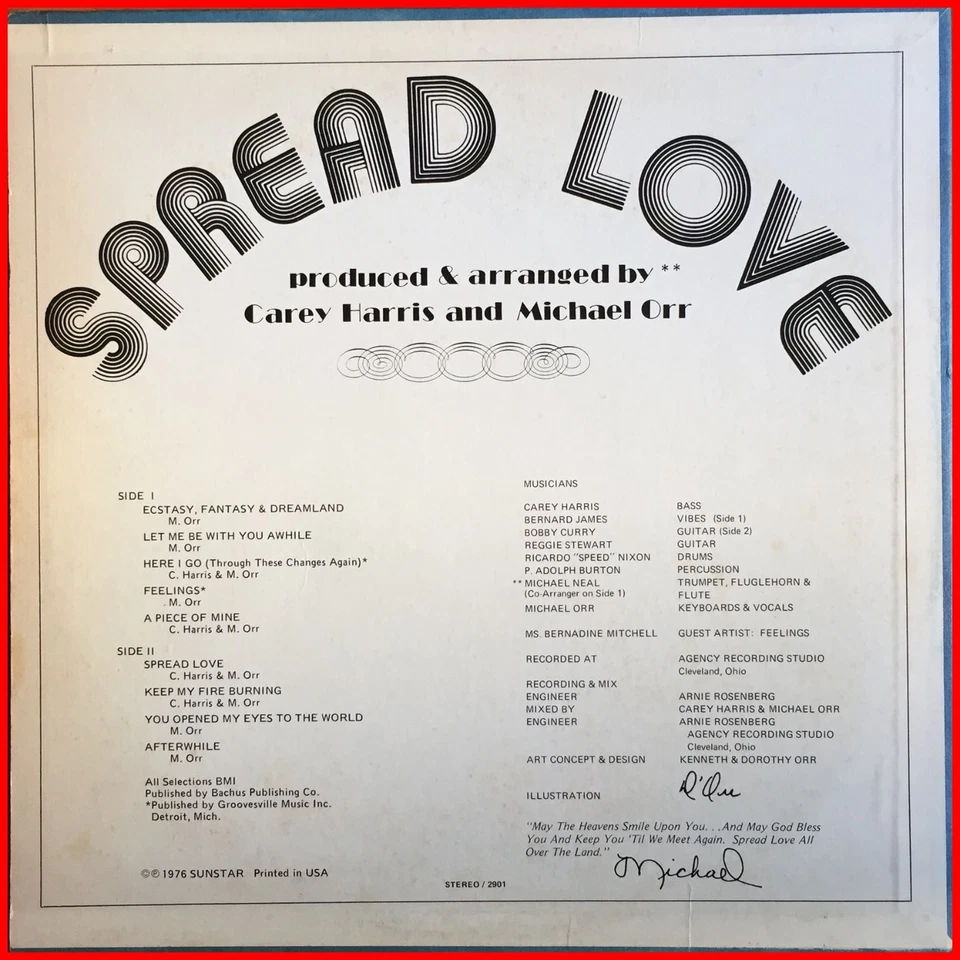 SPREAD LOVE
produced & arranged by **
Carey Harris and Michael Orr
SIDE I
ECSTASY, FANTASY & DREAMLAND
M. Orr
LET ME BE WITH YOU AWHILE
M. Orr
HERE I GO (Through These Changes Again)*
C. Harris & M. Orr
FEELINGS*
. M. Orr
A PIECE OF MINE
C. Harris & M. Orr
SIDE II
SPREAD LOVE
C. Harris & M. Orr
KEEP MY FIRE BURNING
C. Harris & M. Orr
YOU OPENED MY EYES TO THE WORLD
M. Orr
AFTERWHILE
M. Orr
All Selections BMI
Published by Bachus Publishing Co.
*Published by Groovesville Music Inc.
Detroit, Mich.
©℗ 1976 SUNSTAR Printed in USA
MUSICIANS
CAREY HARRIS BASS
BERNARD JAMES VIBES (Side 1)
BOBBY CURRY GUITAR (Side 2)
REGGIE STEWART GUITAR
RICARDO "SPEED" NIXON DRUMS
P. ADOLPH BURTON PERCUSSION
** MICHAEL NEAL TRUMPET, FLUGLEHORN &
(Co-Arranger on Side 1) FLUTE
MICHAEL ORR KEYBOARDS & VOCALS
MS. BERNADINE MITCHELL GUEST ARTIST: FEELINGS
RECORDED AT AGENCY RECORDING STUDIO
Cleveland, Ohio
RECORDING & MIX
ENGINEER ARNIE ROSENBERG
MIXED BY CAREY HARRIS & MICHAEL ORR
ENGINEER ARNIE ROSENBERG
AGENCY RECORDING STUDIO
Cleveland, Ohio
ART CONCEPT & DESIGN KENNETH & DOROTHY ORR
ILLUSTRATION D'Orr
"May The Heavens Smile Upon You. . .And May God Bless
You And Keep You 'Til We Meet Again. Spread Love All
Over The Land."
Michael
STEREO / 2901